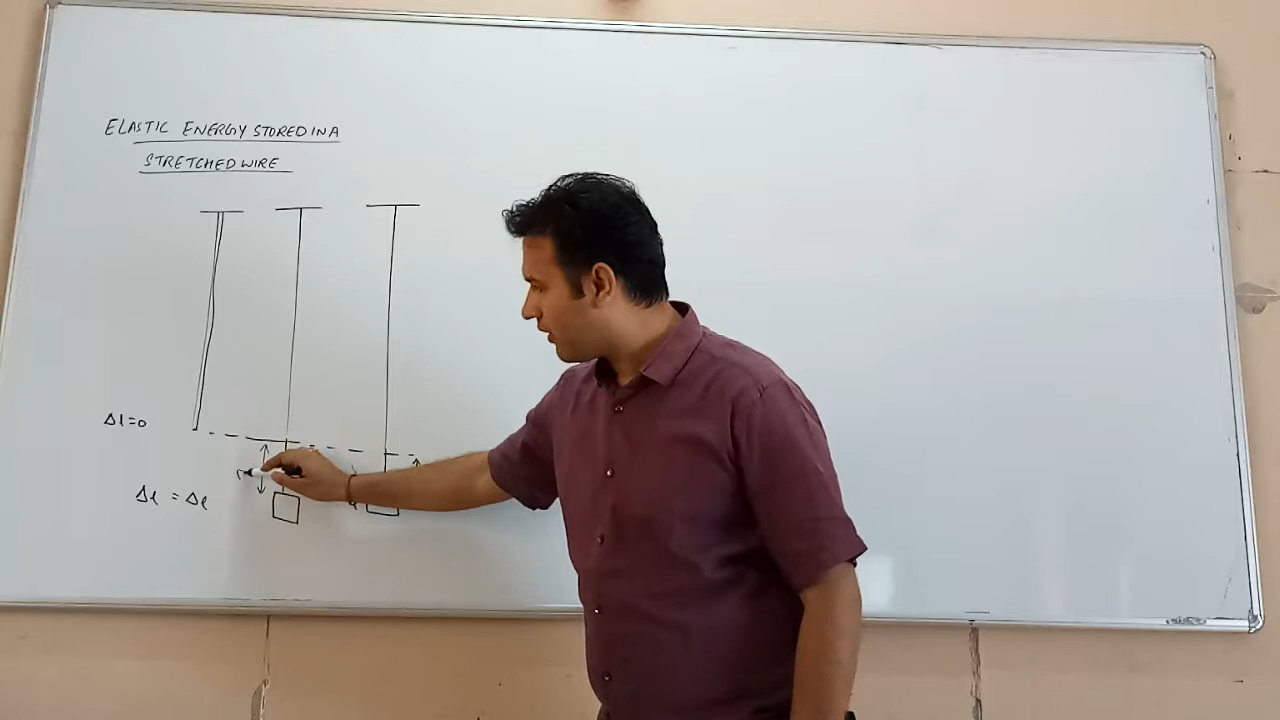 ELASTIC ENERGY STORED IN A
STRETCHED WIRE
Δl=0
Δl = Δl